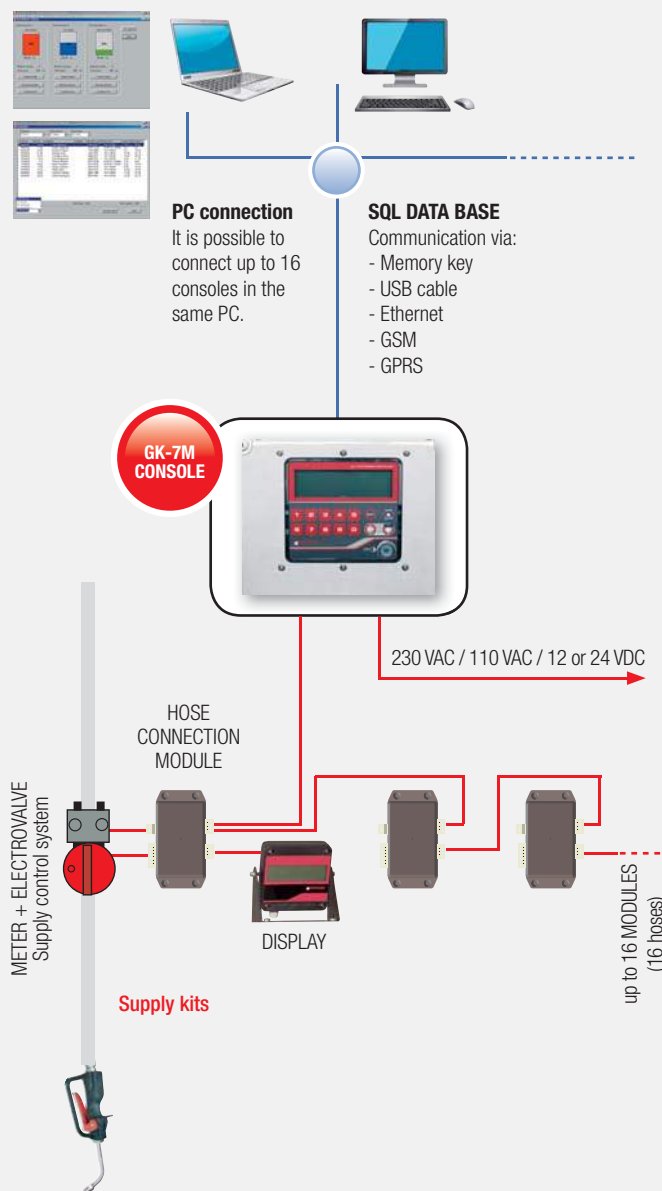 PC connection
It is possible to
connect up to 16
consoles in the
same PC.
SQL DATA BASE
Communication via:
- Memory key
- USB cable
- Ethernet
- GSM
- GPRS
GK-7M
CONSOLE
230 VAC / 110 VAC / 12 or 24 VDC
HOSE
CONNECTION
MODULE
METER + ELECTROVALVE
Supply control system
DISPLAY
up to 16 MODULES
(16 hoses)
Supply kits